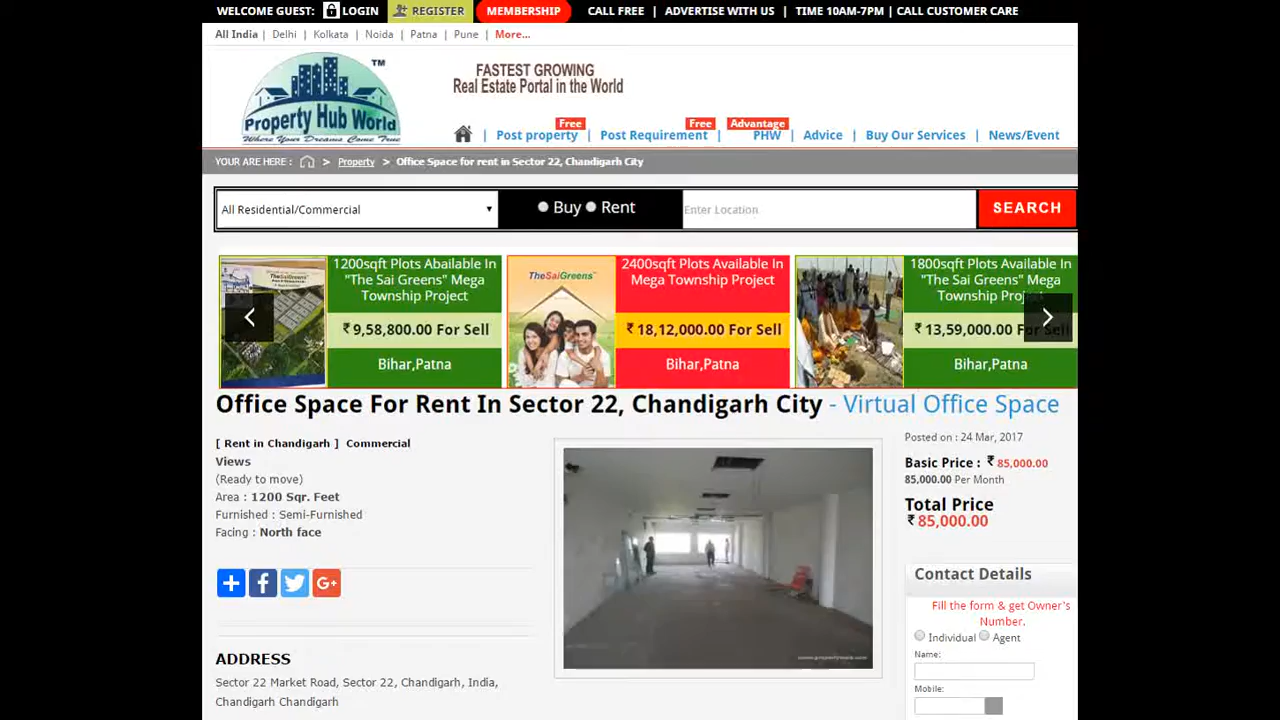 WELCOME GUEST: LOGIN REGISTER MEMBERSHIP CALL FREE | ADVERTISE WITH US | TIME 10AM-7PM | CALL CUSTOMER CARE
All India | Delhi | Kolkata | Noida | Patna | Pune | More...
TM
Property Hub World
Where Your Dreams Come True
FASTEST GROWING
Real Estate Portal in the World
Free Free Advantage
| Post property | Post Requirement | PHW | Advice | Buy Our Services | News/Event
YOUR ARE HERE : > Property > Office Space for rent in Sector 22, Chandigarh City
All Residential/Commercial Buy Rent Enter Location SEARCH
TheSaiGreens
1200sqft Plots Abailable In
"The Sai Greens" Mega
Township Project
₹ 9,58,800.00 For Sell
Bihar,Patna
TheSaiGreens
2400sqft Plots Available In
Mega Township Project
₹ 18,12,000.00 For Sell
Bihar,Patna
1800sqft Plots Available In
"The Sai Greens" Mega
Township Project
₹ 13,59,000.00 For Sell
Bihar,Patna
Office Space For Rent In Sector 22, Chandigarh City - Virtual Office Space
[ Rent in Chandigarh ] Commercial
Views
(Ready to move)
Area : 1200 Sqr. Feet
Furnished : Semi-Furnished
Facing : North face
ADDRESS
Sector 22 Market Road, Sector 22, Chandigarh, India,
Chandigarh Chandigarh
Posted on : 24 Mar, 2017
Basic Price : ₹ 85,000.00
85,000.00 Per Month
Total Price
₹ 85,000.00
Contact Details
Fill the form & get Owner's
Number.
Individual Agent
Name:
Mobile: